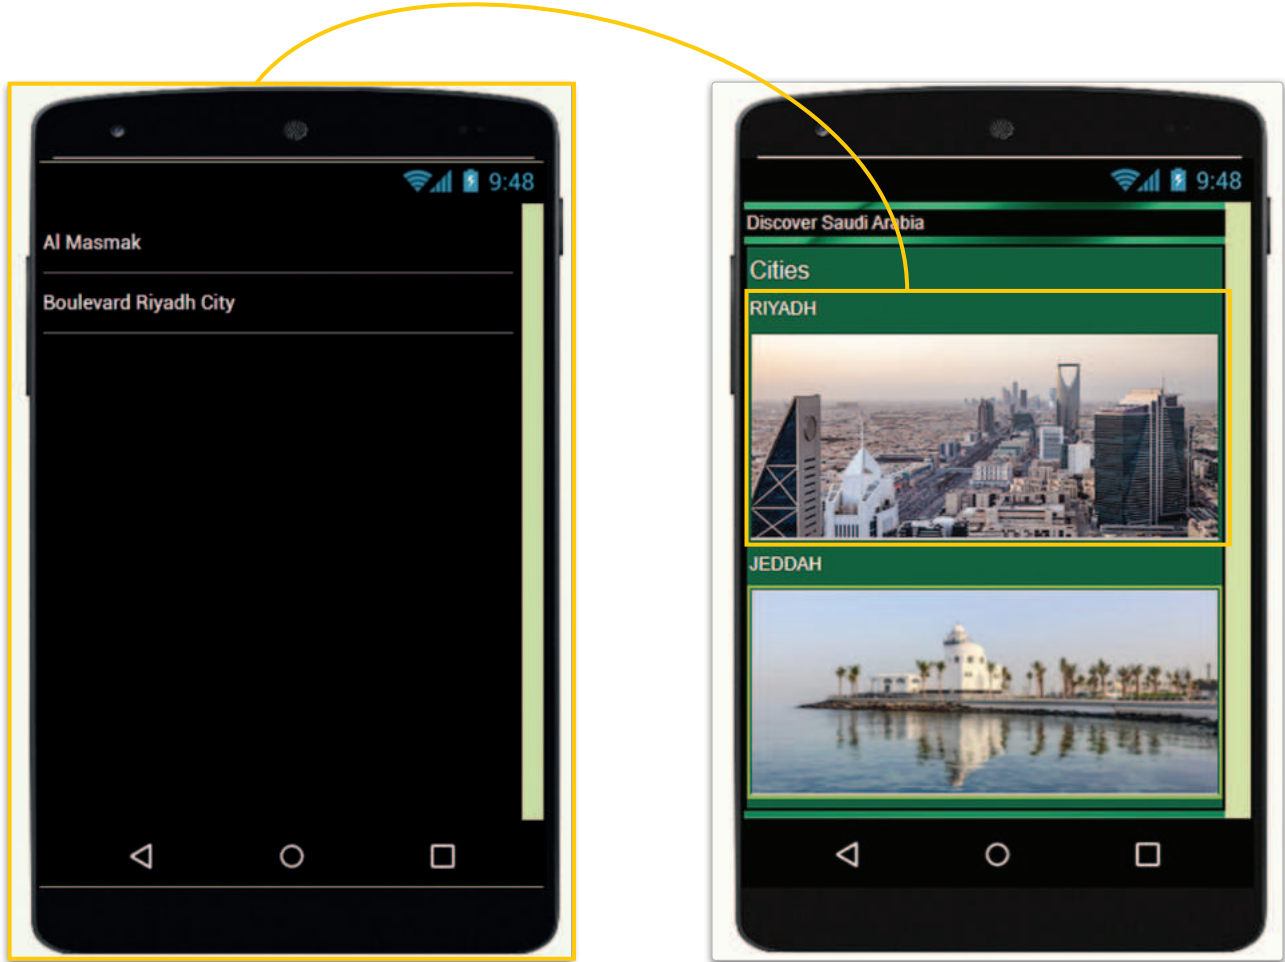 9:48
Al Masmak
Boulevard Riyadh City
9:48
Discover Saudi Arabia
Cities
RIYADH
JEDDAH